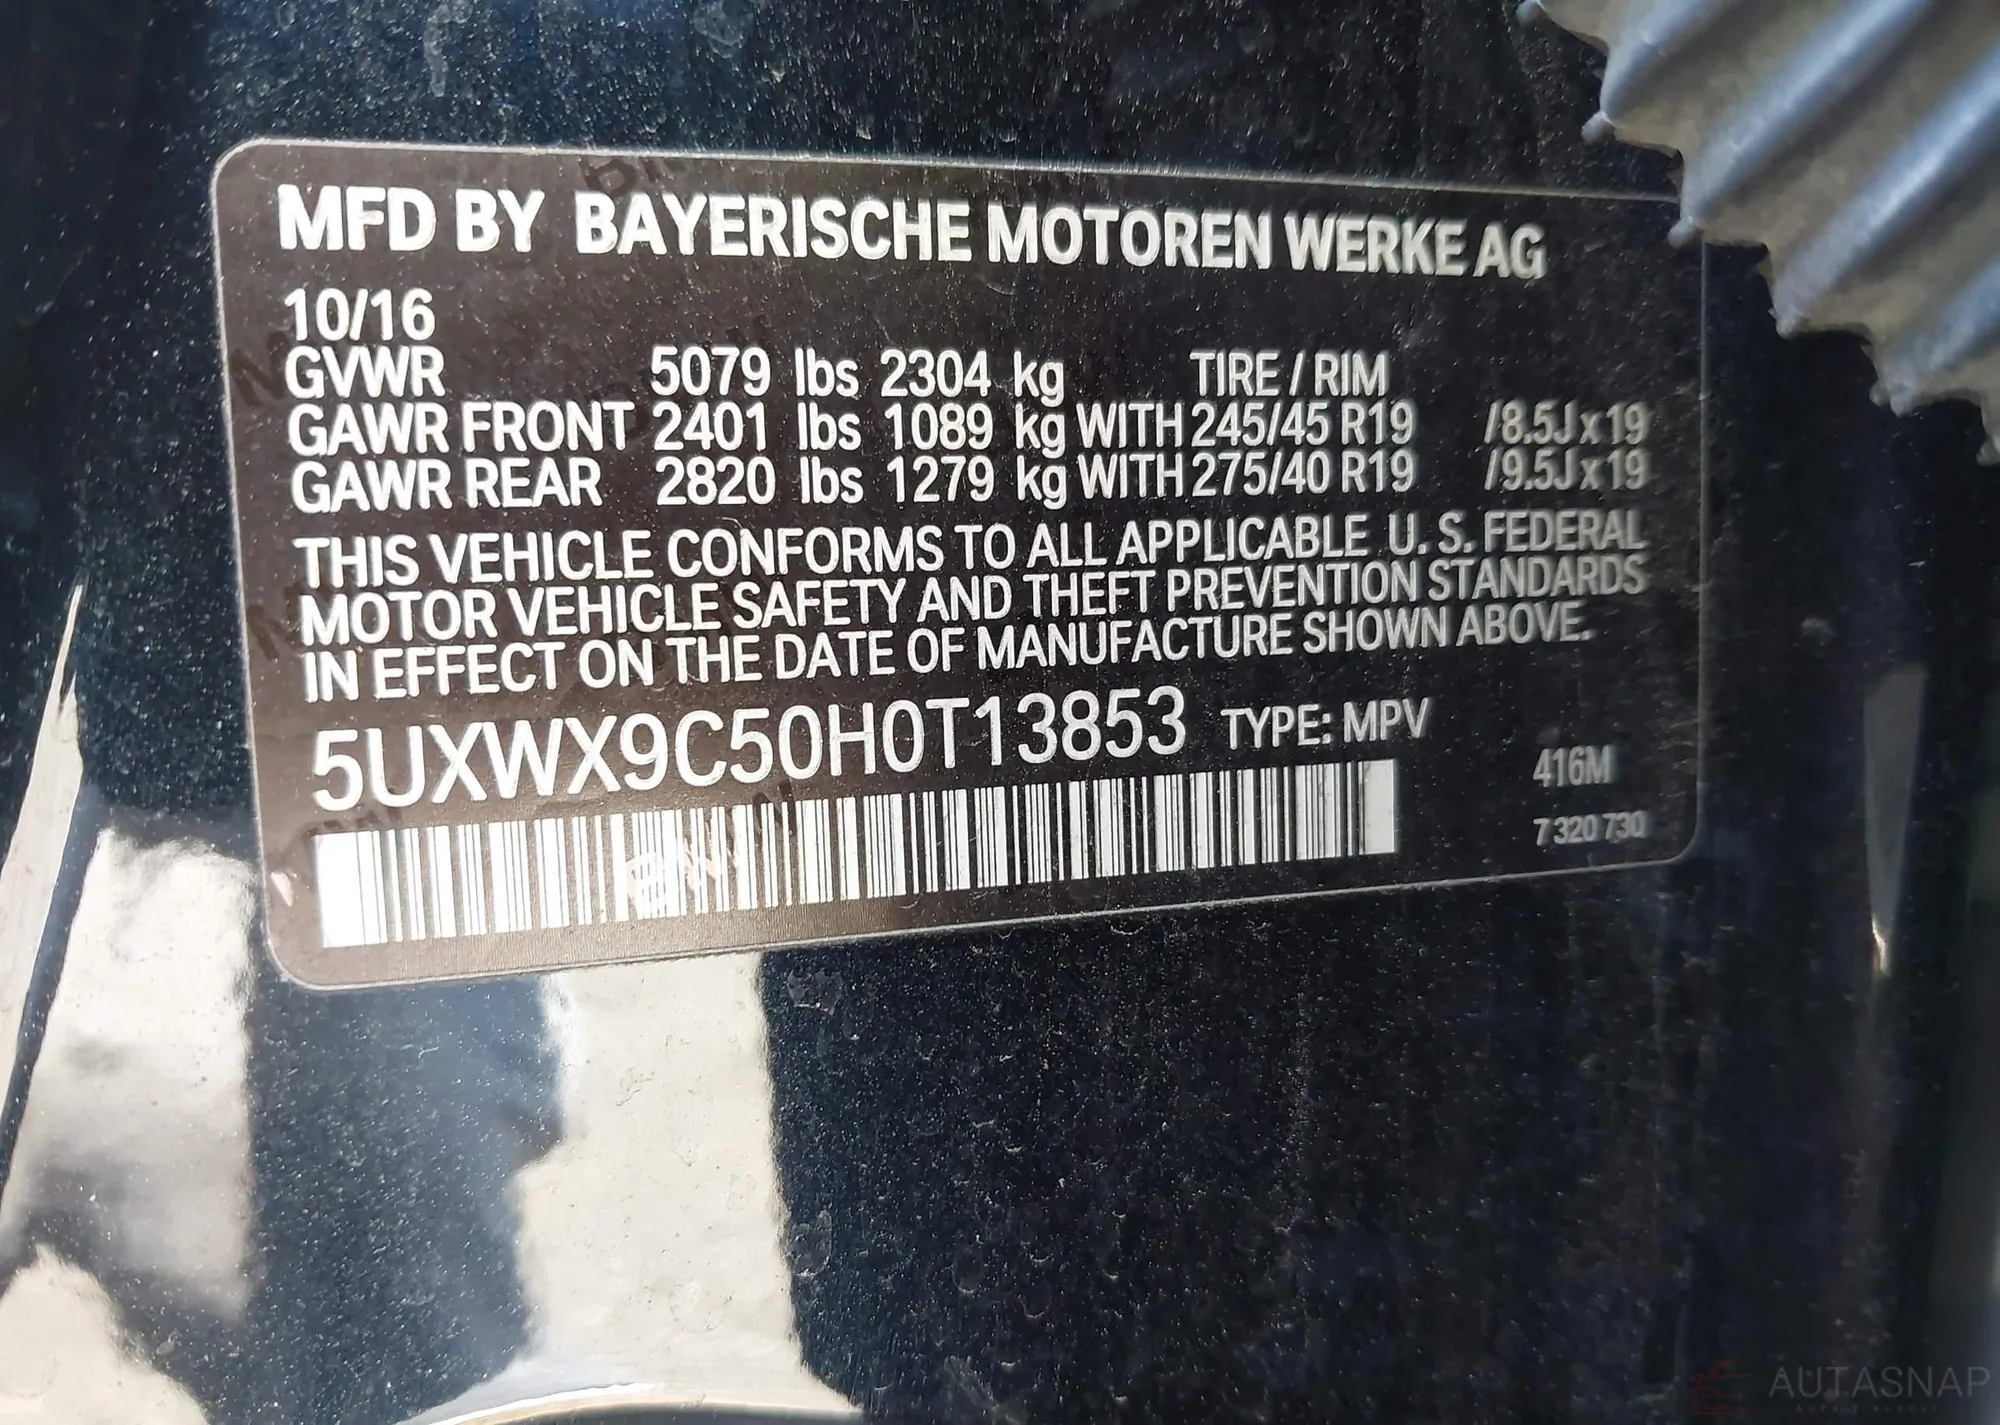 MFD BY BAYERISCHE MOTOREN WERKE AG
10/16
GVWR 5079 lbs 2304 kg TIRE / RIM
GAWR FRONT 2401 lbs 1089 kg WITH 245/45 R19 /8.5J x 19
GAWR REAR 2820 lbs 1279 kg WITH 275/40 R19 /9.5J x 19
THIS VEHICLE CONFORMS TO ALL APPLICABLE U. S. FEDERAL
MOTOR VEHICLE SAFETY AND THEFT PREVENTION STANDARDS
IN EFFECT ON THE DATE OF MANUFACTURE SHOWN ABOVE.
5UXWX9C50H0T13853 TYPE: MPV
416M
7 320 730
BMW
AUTASNAP